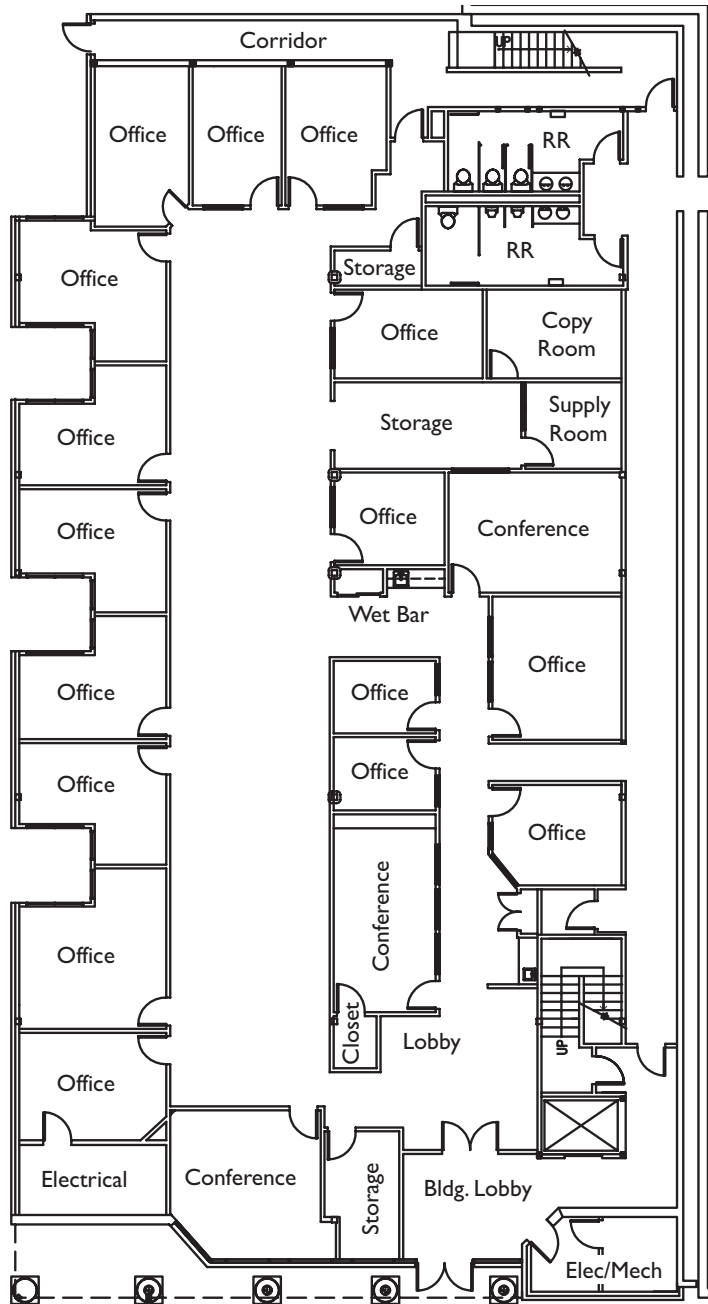 Corridor
UP
Office
Office
Office
RR
RR
Storage
Office
Office
Copy
Room
Office
Storage
Supply
Room
Office
Office
Conference
Wet Bar
Office
Office
Office
Office
Office
Office
Conference
Office
Closet
Lobby
UP
Office
Electrical
Conference
Storage
Bldg. Lobby
Elec/Mech